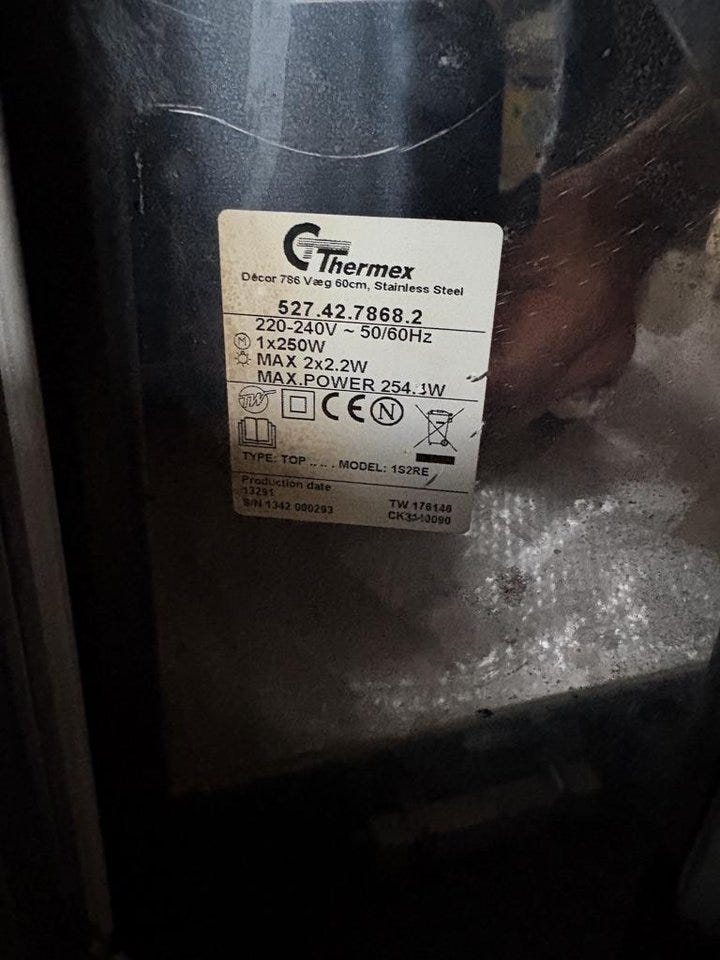 Thermex
Décor 786 Væg 60cm, Stainless Steel
527.42.7868.2
220-240V ~ 50/60Hz
M 1x250W
MAX 2x2.2W
MAX.POWER
TW CE N
TYPE: TOP ..... MODEL: 1S2RE
Production date
13291
S/N 1342 000293
TW 176146